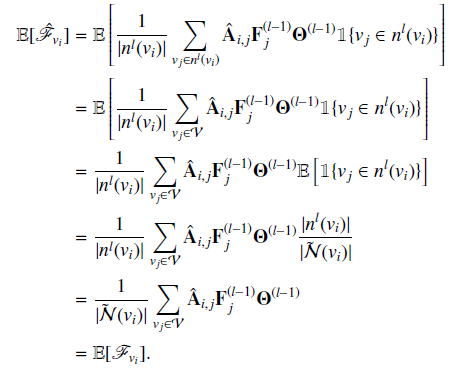 𝔼[ℱ̂_{v_i}] = 𝔼[ 1/|n^l(v_i)| ∑_{v_j∈n^l(v_i)} Â_{i,j} F_j^{(l−1)} Θ^{(l−1)} 𝟙{v_j ∈ n^l(v_i)} ]
= 𝔼[ 1/|n^l(v_i)| ∑_{v_j∈𝒱} Â_{i,j} F_j^{(l−1)} Θ^{(l−1)} 𝟙{v_j ∈ n^l(v_i)} ]
= 1/|n^l(v_i)| ∑_{v_j∈𝒱} Â_{i,j} F_j^{(l−1)} Θ^{(l−1)} 𝔼[ 𝟙{v_j ∈ n^l(v_i)} ]
= 1/|n^l(v_i)| ∑_{v_j∈𝒱} Â_{i,j} F_j^{(l−1)} Θ^{(l−1)} |n^l(v_i)|/|Ñ(v_i)|
= 1/|Ñ(v_i)| ∑_{v_j∈𝒱} Â_{i,j} F_j^{(l−1)} Θ^{(l−1)}
= 𝔼[ℱ_{v_i}].